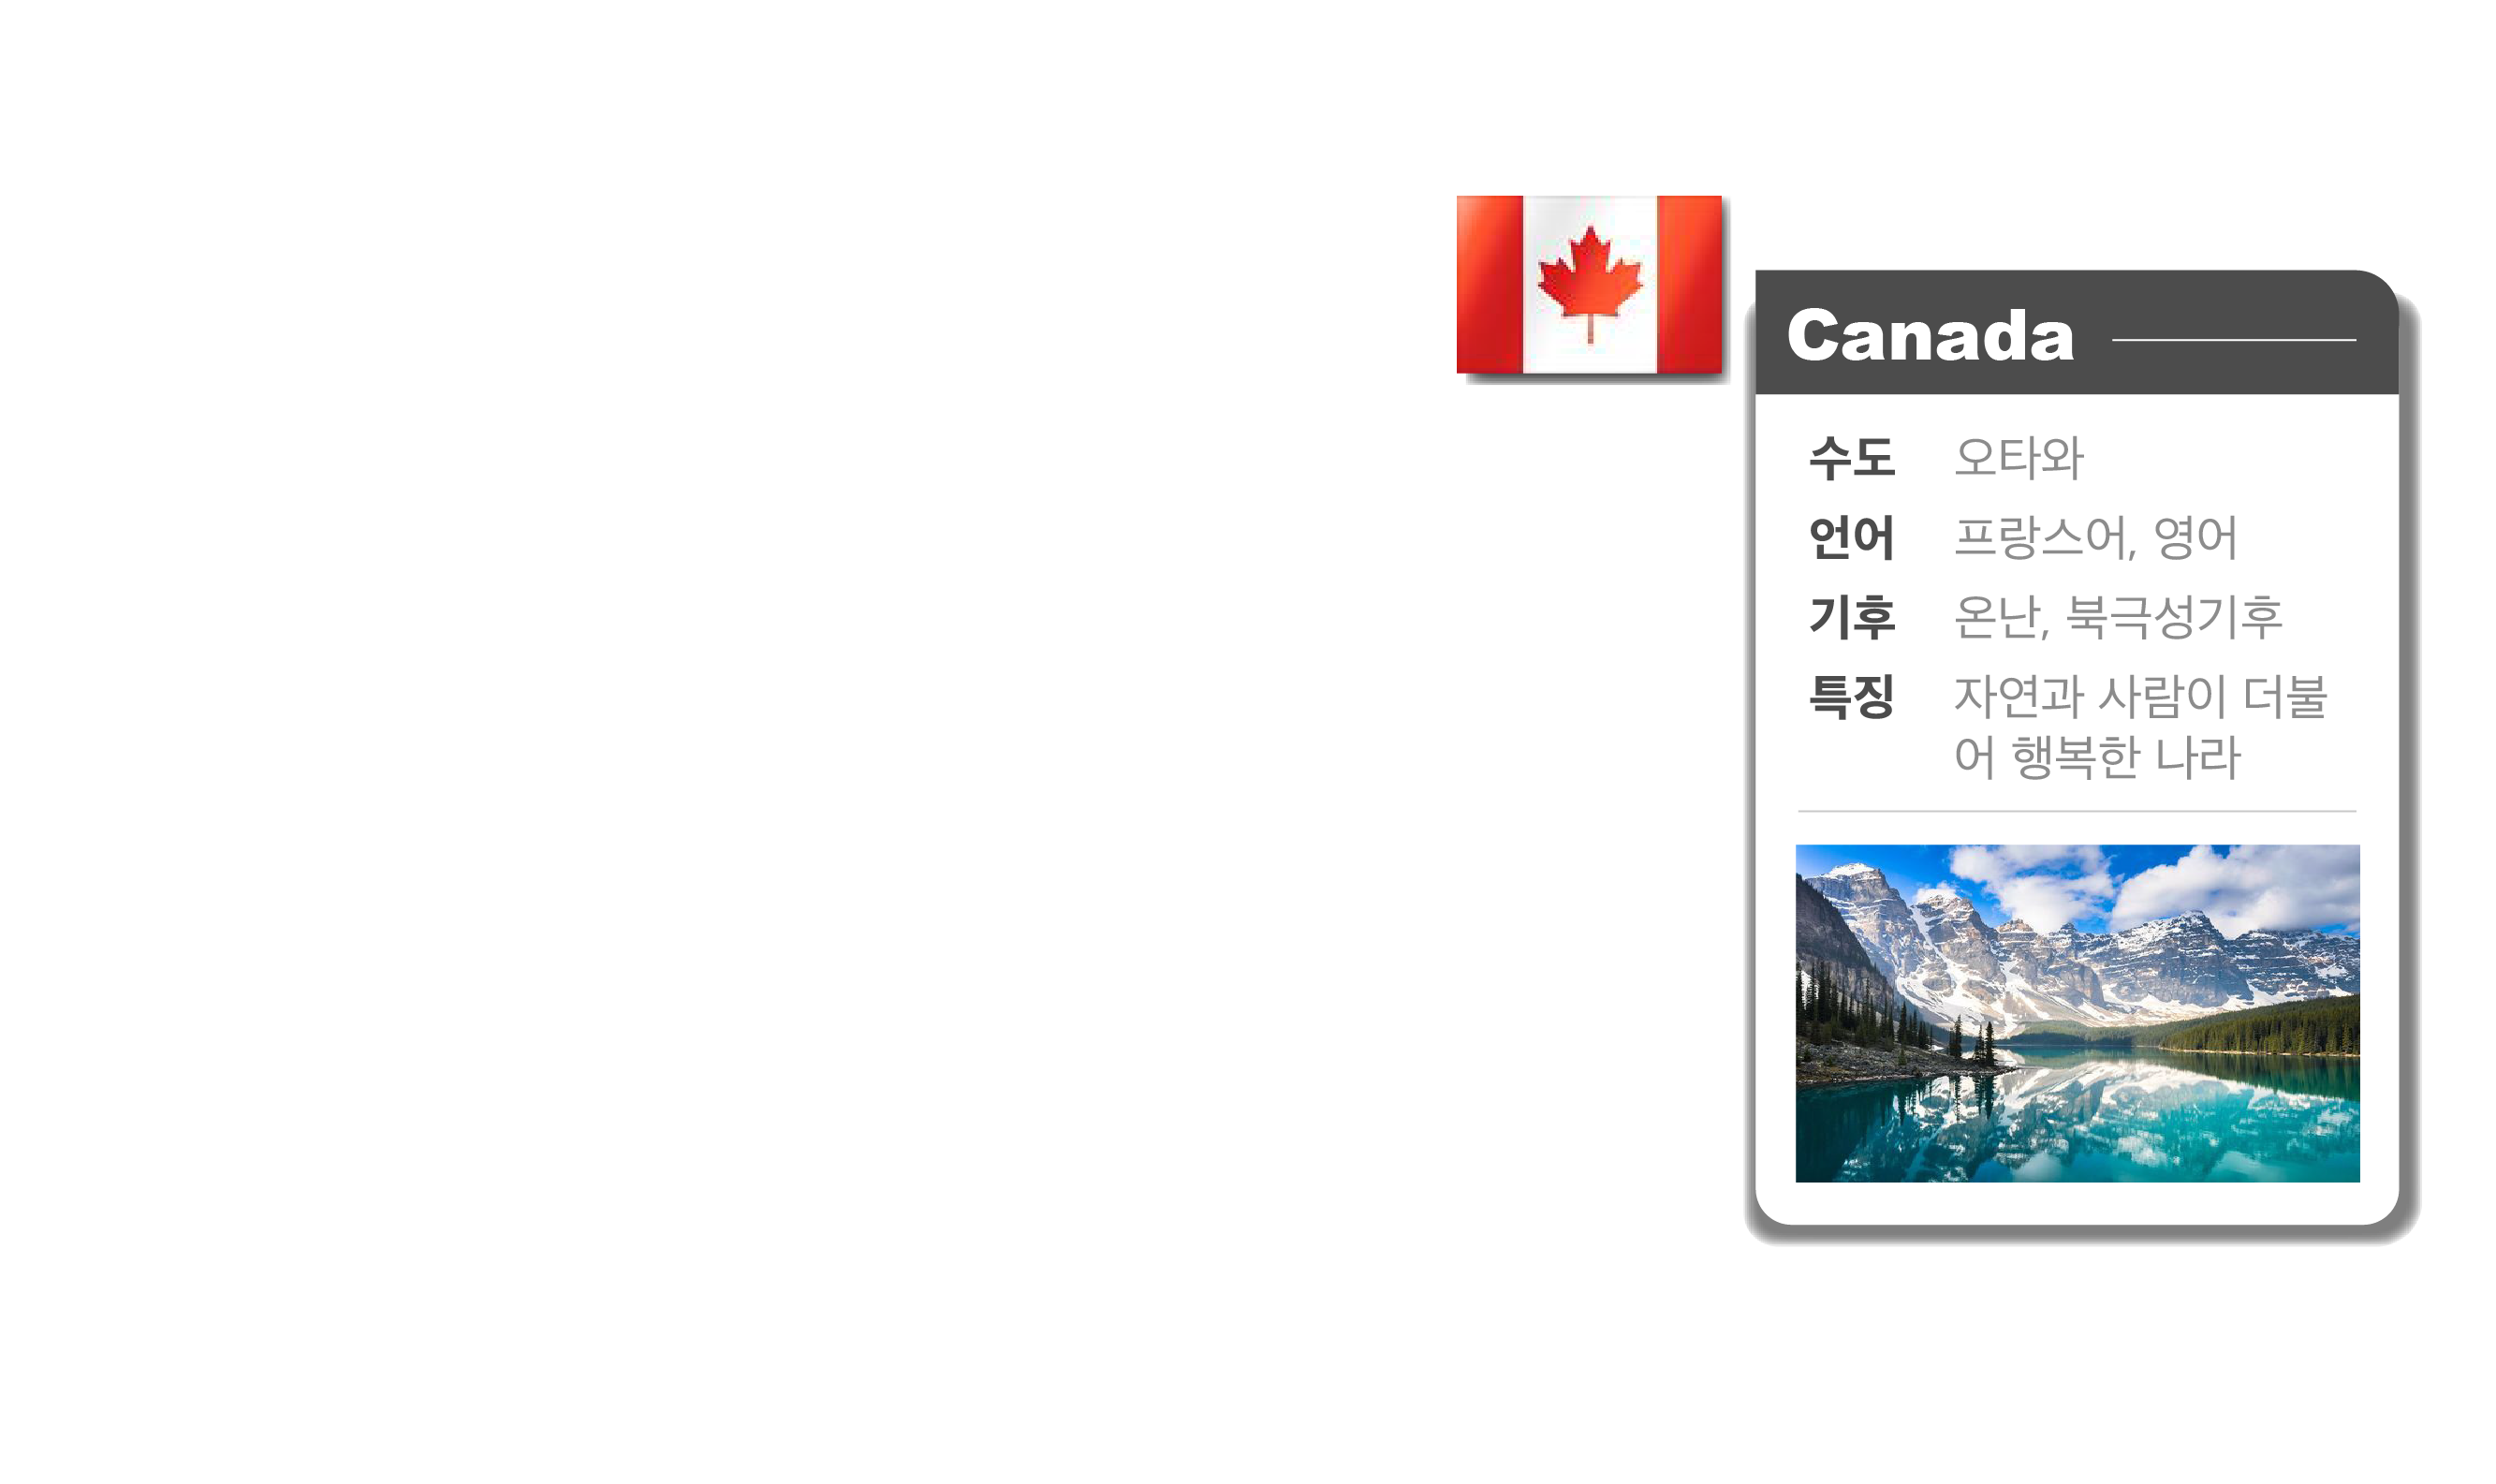 Canada
수도 오타와
언어 프랑스어, 영어
기후 온난, 북극성기후
특징 자연과 사람이 더불
어 행복한 나라